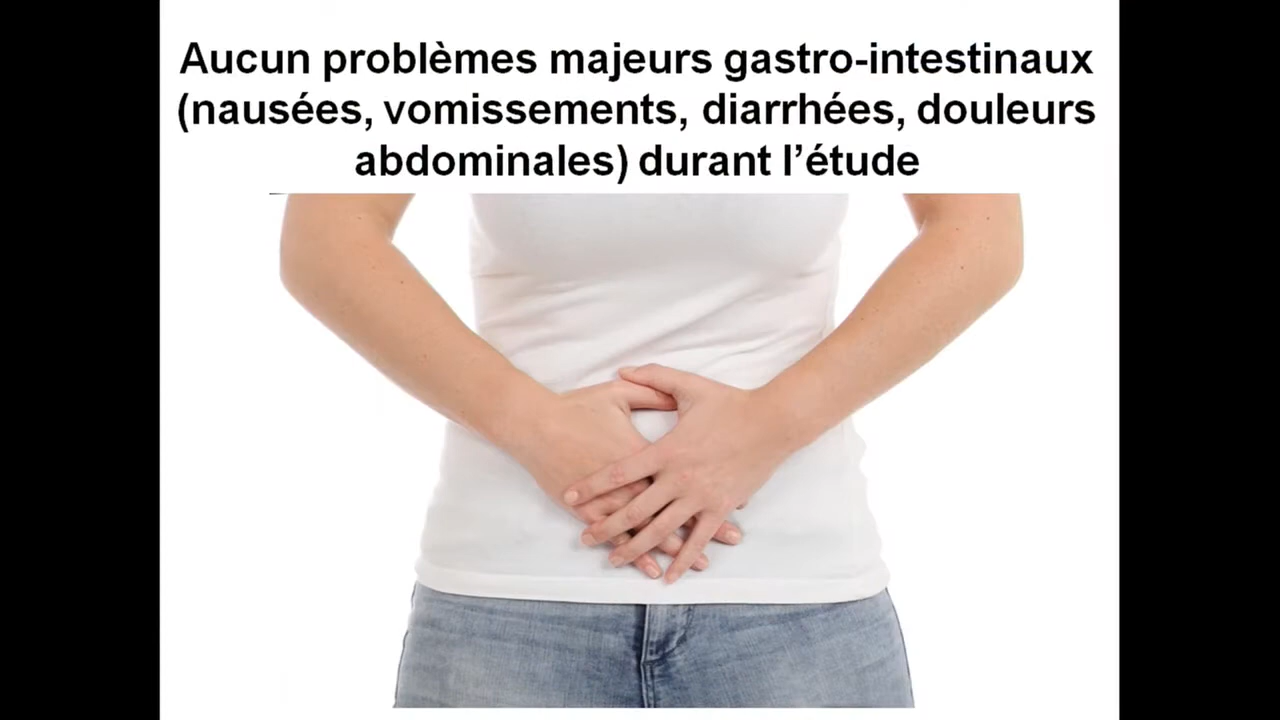 Aucun problèmes majeurs gastro-intestinaux
(nausées, vomissements, diarrhées, douleurs
abdominales) durant l’étude